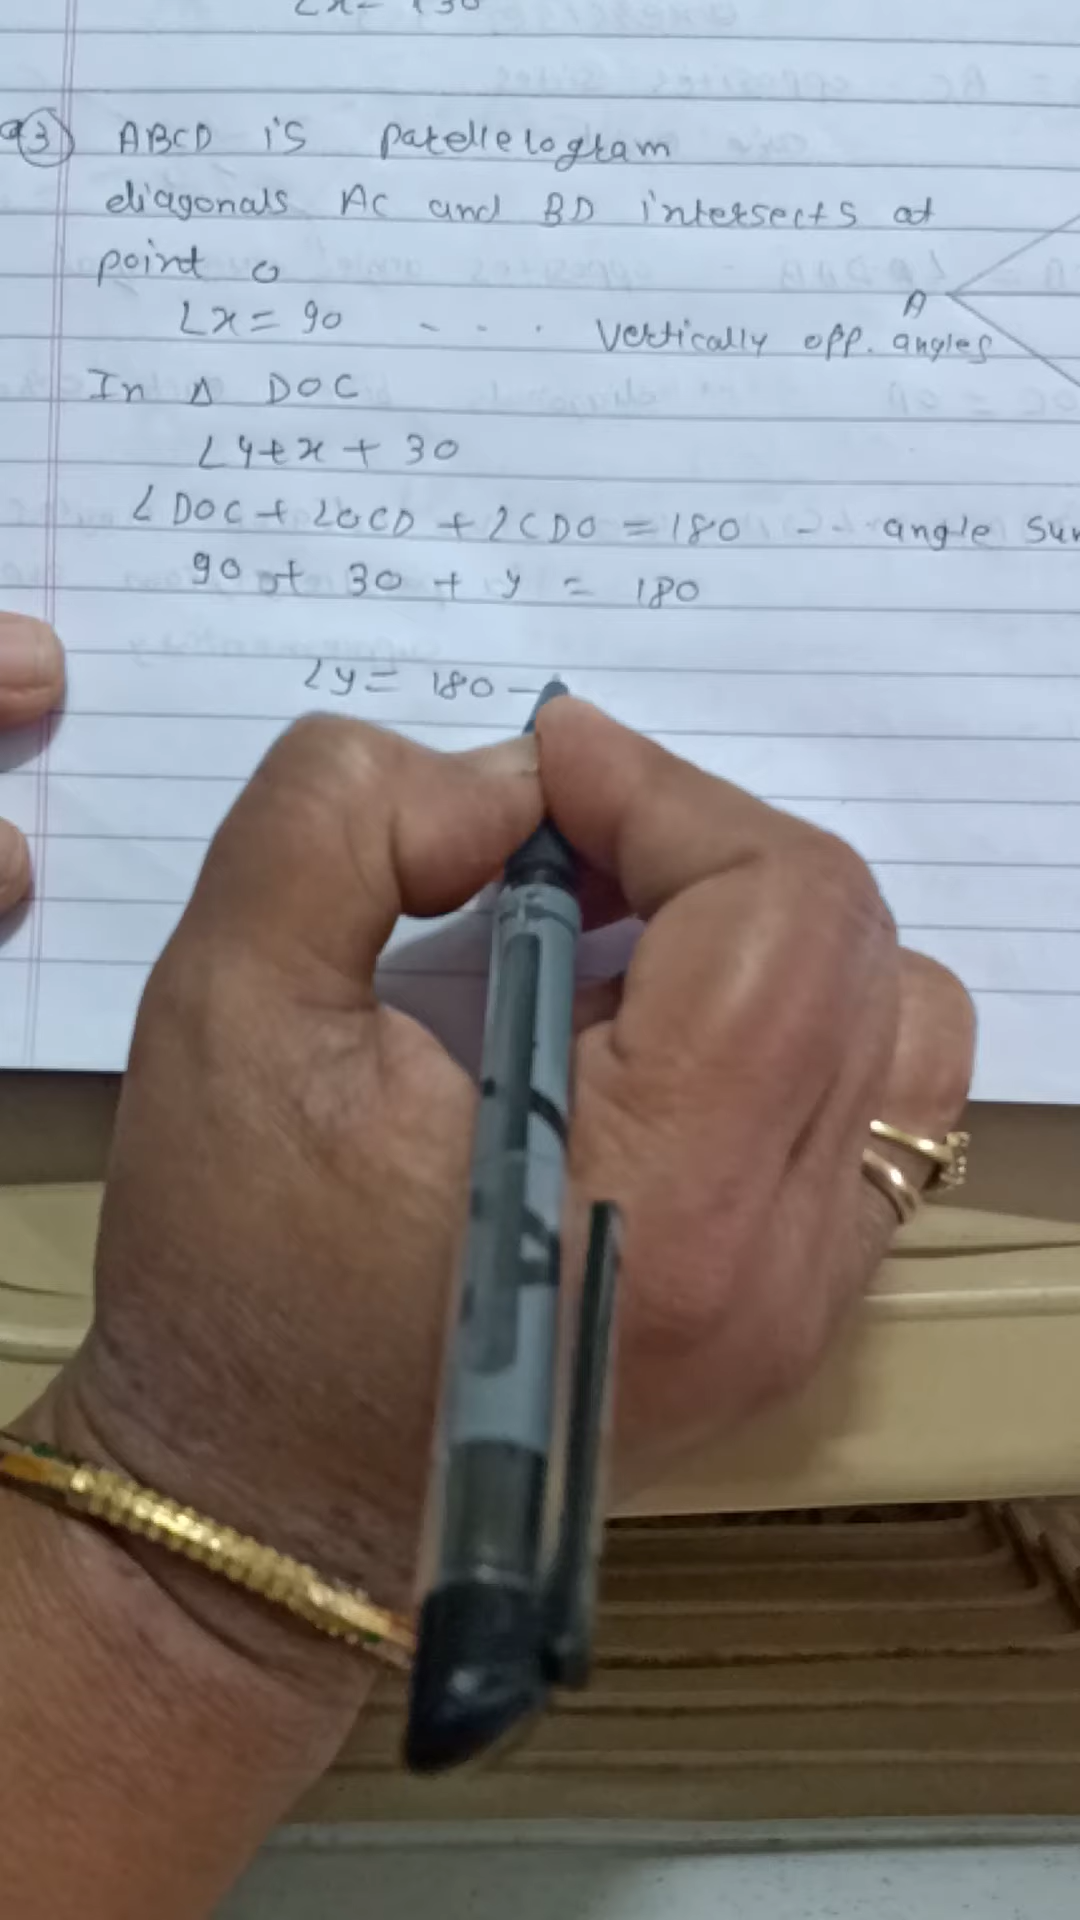 Q3) ABCD is parellelogram
diagonals AC and BD intersects at
point O
A
∠x = 90 - - - Vertically opp. angles
In Δ DOC
∠y+x + 30
∠DOC + ∠OCD + ∠CDO = 180 -- angle
90 + 30 + y = 180
∠y = 180 -